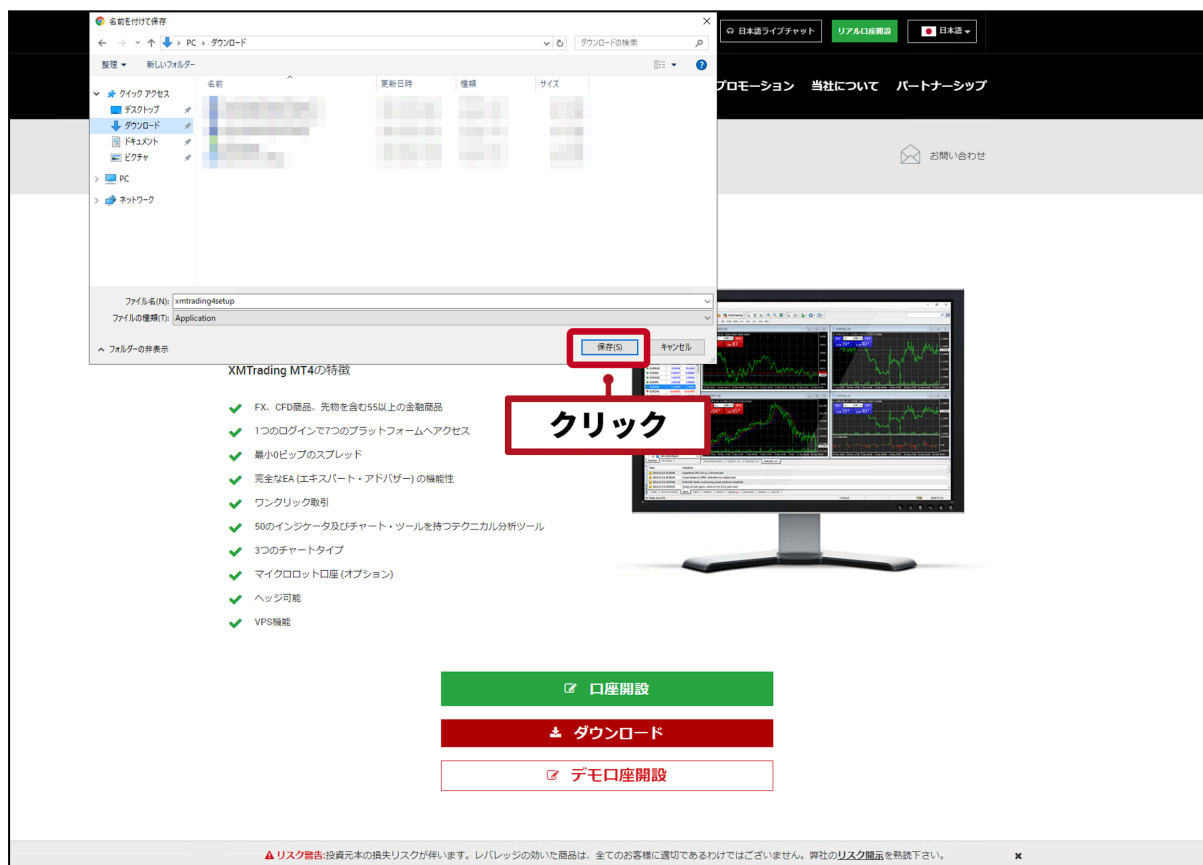 名前を付けて保存
PC › ダウンロード
ダウンロードの検索
整理
新しいフォルダー
名前
更新日時
種類
サイズ
クイック アクセス
デスクトップ
ダウンロード
ドキュメント
ピクチャ
PC
ネットワーク
ファイル名(N): xmtrading4setup
ファイルの種類(T): Application
フォルダーの非表示
保存(S)
キャンセル
日本語ライブチャット
リアル口座開設
日本語
プロモーション 当社について パートナーシップ
お問い合わせ
クリック
XMTrading MT4の特徴
FX、CFD商品、先物を含む55以上の金融商品
1つのログインで7つのプラットフォームへアクセス
最小0ピップのスプレッド
完全なEA (エキスパート・アドバザー) の機能性
ワンクリック取引
50のインジケータ及びチャート・ツールを持つテクニカル分析ツール
3つのチャートタイプ
マイクロロット口座 (オプション)
ヘッジ可能
VPS機能
口座開設
ダウンロード
デモ口座開設
リスク警告:投資元本の損失リスクが伴います。レバレッジの効いた商品は、全てのお客様に適切であるわけではございません。弊社のリスク開示を熟読下さい。